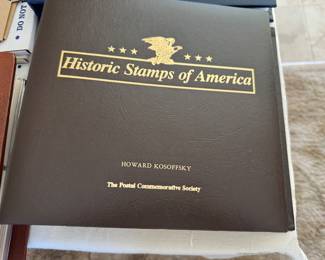 DO NOT
Historic Stamps of America
HOWARD KOSOFFSKY
The Postal Commemorative Society